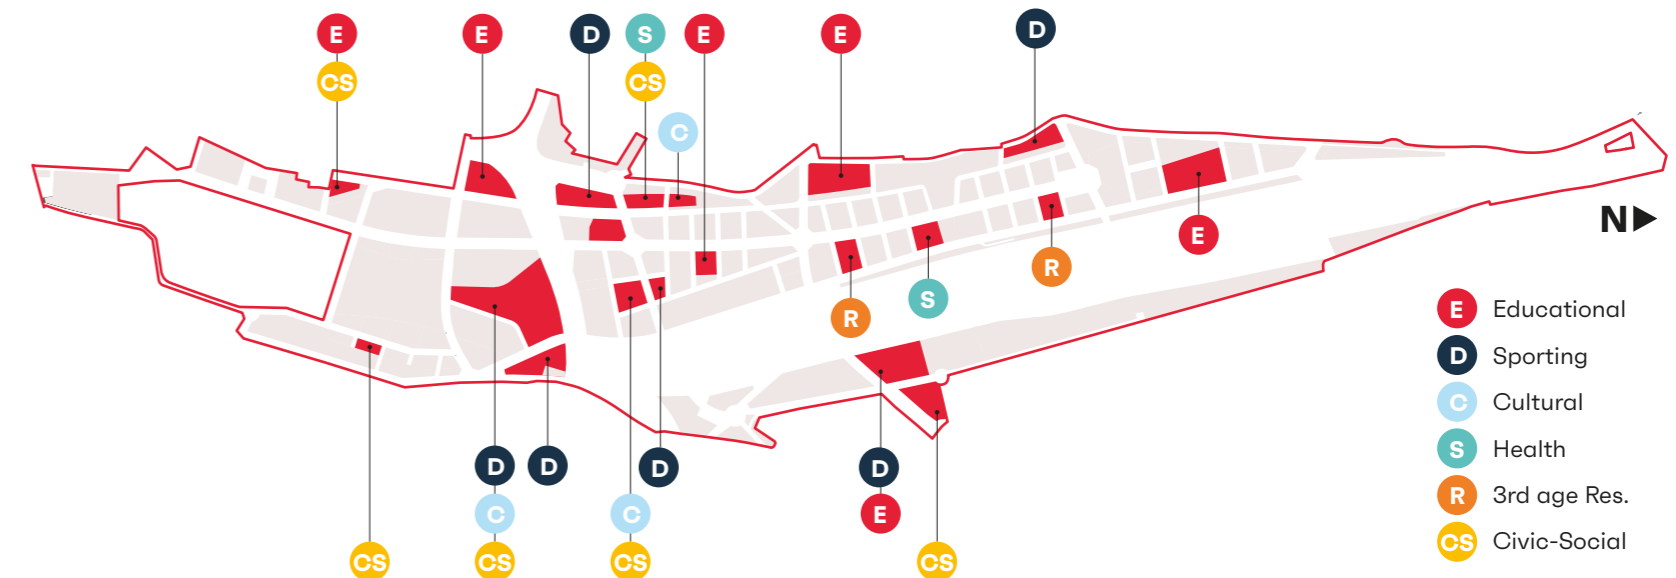 E
E
D
S
E
E
D
CS
CS
C
N
E
R
S
R
E Educational
D Sporting
C Cultural
S Health
R 3rd age Res.
CS Civic-Social
D
D
D
D
C
C
E
CS
CS
CS
CS